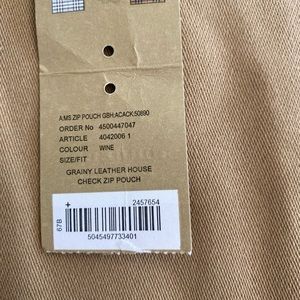 A:MS ZIP POUCH GBH:ACACK:50890
ORDER No 4500447047
ARTICLE 4042006 1
COLOUR WINE
SIZE/FIT
GRAINY LEATHER HOUSE
CHECK ZIP POUCH
+ 2457654
67B
5045497733401